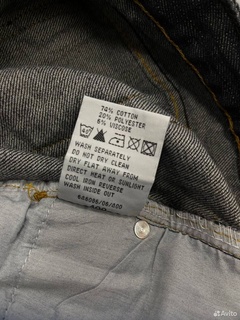 74% COTTON
20% POLYESTER
6% VISCOSE
WASH SEPARATELY
DO NOT DRY CLEAN
DRY FLAT AWAY FROM
DIRECT HEAT OR SUNLIGHT
COOL IRON REVERSE
WASH INSIDE OUT
Avito